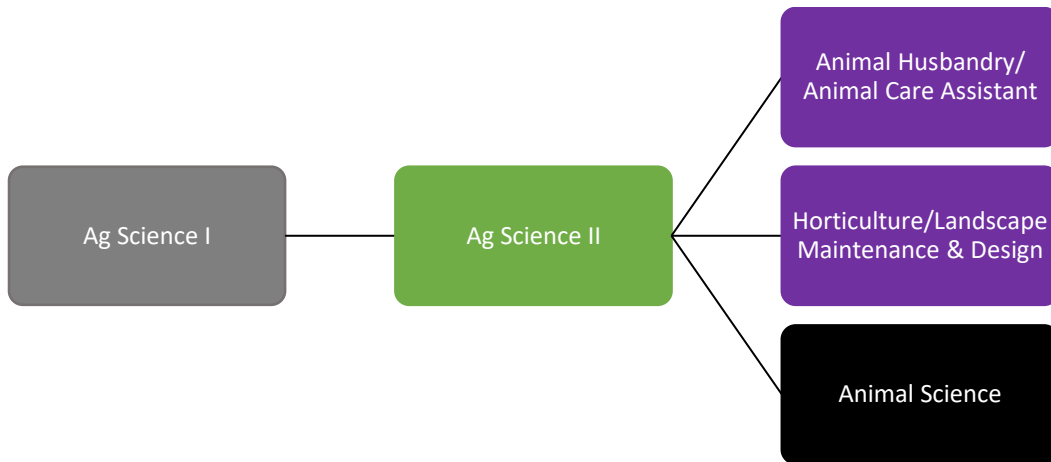 Ag Science I
Ag Science II
Animal Husbandry/
Animal Care Assistant
Horticulture/Landscape
Maintenance & Design
Animal Science